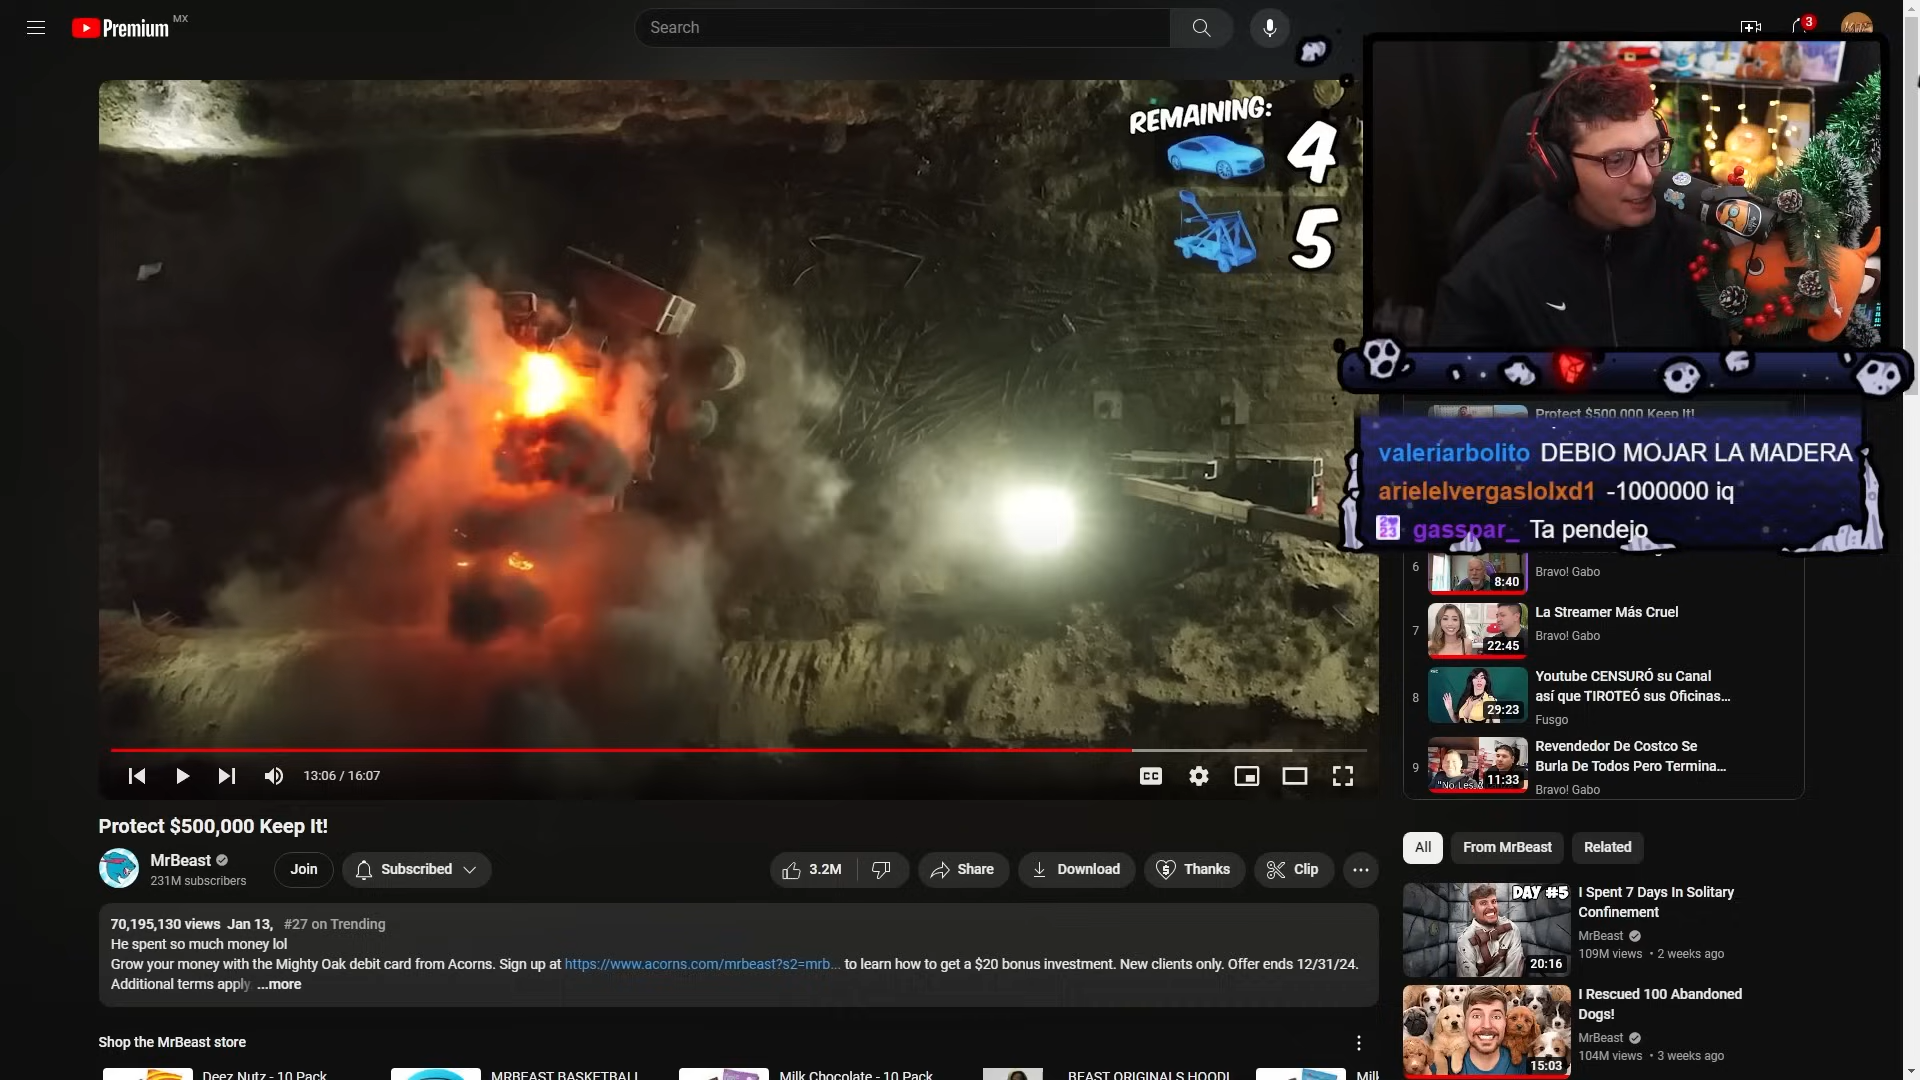 Premium MX
Search
3
REMAINING:
4
5
13:06 / 16:07
CC
Protect $500,000 Keep It!
valeriarbolito DEBIO MOJAR LA MADERA
arielelvergaslolxd1 -1000000 iq
gasspar_ Ta pendejo
6
8:40
Bravo! Gabo
7
22:45
La Streamer Más Cruel
Bravo! Gabo
8
29:23
Youtube CENSURÓ su Canal
así que TIROTEÓ sus Oficinas...
Fusgo
9
11:33
Revendedor De Costco Se
Burla De Todos Pero Termina...
Bravo! Gabo
Protect $500,000 Keep It!
MrBeast
231M subscribers
Join
Subscribed
3.2M
Share
Download
Thanks
Clip
70,195,130 views Jan 13, #27 on Trending
He spent so much money lol
Grow your money with the Mighty Oak debit card from Acorns. Sign up at https://www.acorns.com/mrbeast?s2=mrb... to learn how to get a $20 bonus investment. New clients only. Offer ends 12/31/24.
Additional terms apply ...more
Shop the MrBeast store
Deez Nutz - 10 Pack
MRBEAST BASKETBALL
Milk Chocolate - 10 Pack
BEAST ORIGINALS HOODI
Milk
All
From MrBeast
Related
DAY #5
20:16
I Spent 7 Days In Solitary
Confinement
MrBeast
109M views • 2 weeks ago
15:03
I Rescued 100 Abandoned
Dogs!
MrBeast
104M views • 3 weeks ago